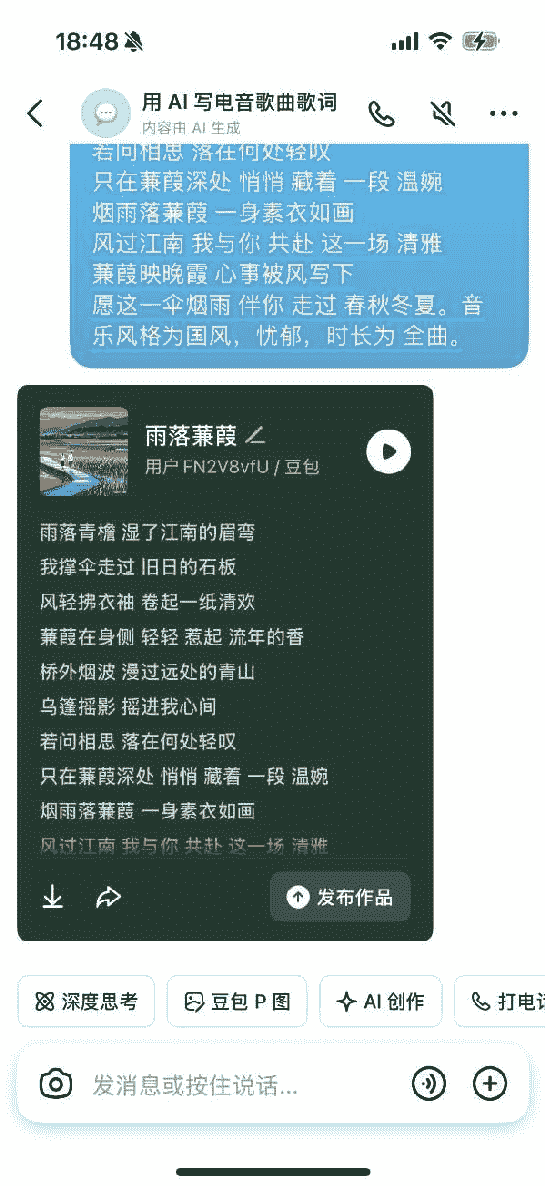 18:48
用 AI 写电音歌曲歌词
内容由 AI 生成
若问相思 落在何处轻叹
只在蒹葭深处 悄悄 藏着 一段 温婉
烟雨落蒹葭 一身素衣如画
风过江南 我与你 共赴 这一场 清雅
蒹葭映晚霞 心事被风写下
愿这一伞烟雨 伴你 走过 春秋冬夏。音
乐风格为国风，忧郁，时长为 全曲。
雨落蒹葭
用户 FN2V8vfU / 豆包
雨落青檐 湿了江南的眉弯
我撑伞走过 旧日的石板
风轻拂衣袖 卷起一纸清欢
蒹葭在身侧 轻轻 惹起 流年的香
桥外烟波 漫过远处的青山
乌篷摇影 摇进我心间
若问相思 落在何处轻叹
只在蒹葭深处 悄悄 藏着 一段 温婉
烟雨落蒹葭 一身素衣如画
风过江南 我与你 共赴 这一场 清雅
发布作品
深度思考
豆包 P 图
AI 创作
打电
发消息或按住说话...